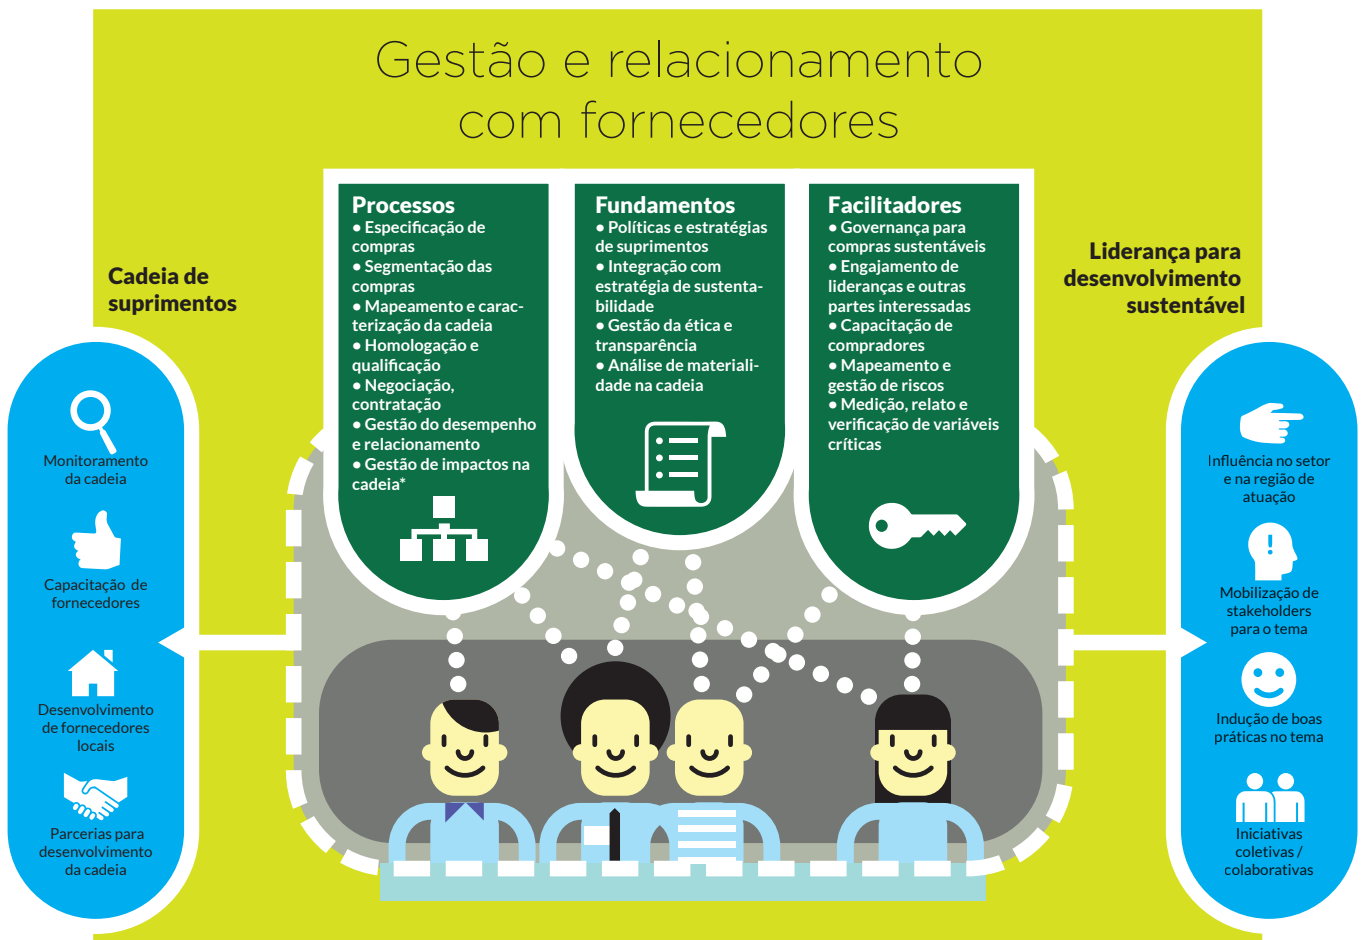 Gestão e relacionamento
com fornecedores
Processos
• Especificação de
compras
• Segmentação das
compras
• Mapeamento e carac-
terização da cadeia
• Homologação e
qualificação
• Negociação,
contratação
• Gestão do desempenho
e relacionamento
• Gestão de impactos na
cadeia*
Fundamentos
• Políticas e estratégias
de suprimentos
• Integração com
estratégia de sustenta-
bilidade
• Gestão da ética e
transparência
• Análise de materiali-
dade na cadeia
Facilitadores
• Governança para
compras sustentáveis
• Engajamento de
lideranças e outras
partes interessadas
• Capacitação de
compradores
• Mapeamento e
gestão de riscos
• Medição, relato e
verificação de variáveis
críticas
Cadeia de
suprimentos
Monitoramento
da cadeia
Capacitação de
fornecedores
Desenvolvimento
de fornecedores
locais
Parcerias para
desenvolvimento
da cadeia
Liderança para
desenvolvimento
sustentável
Influência no setor
e na região de
atuação
Mobilização de
stakeholders
para o tema
Indução de boas
práticas no tema
Iniciativas
coletivas /
colaborativas